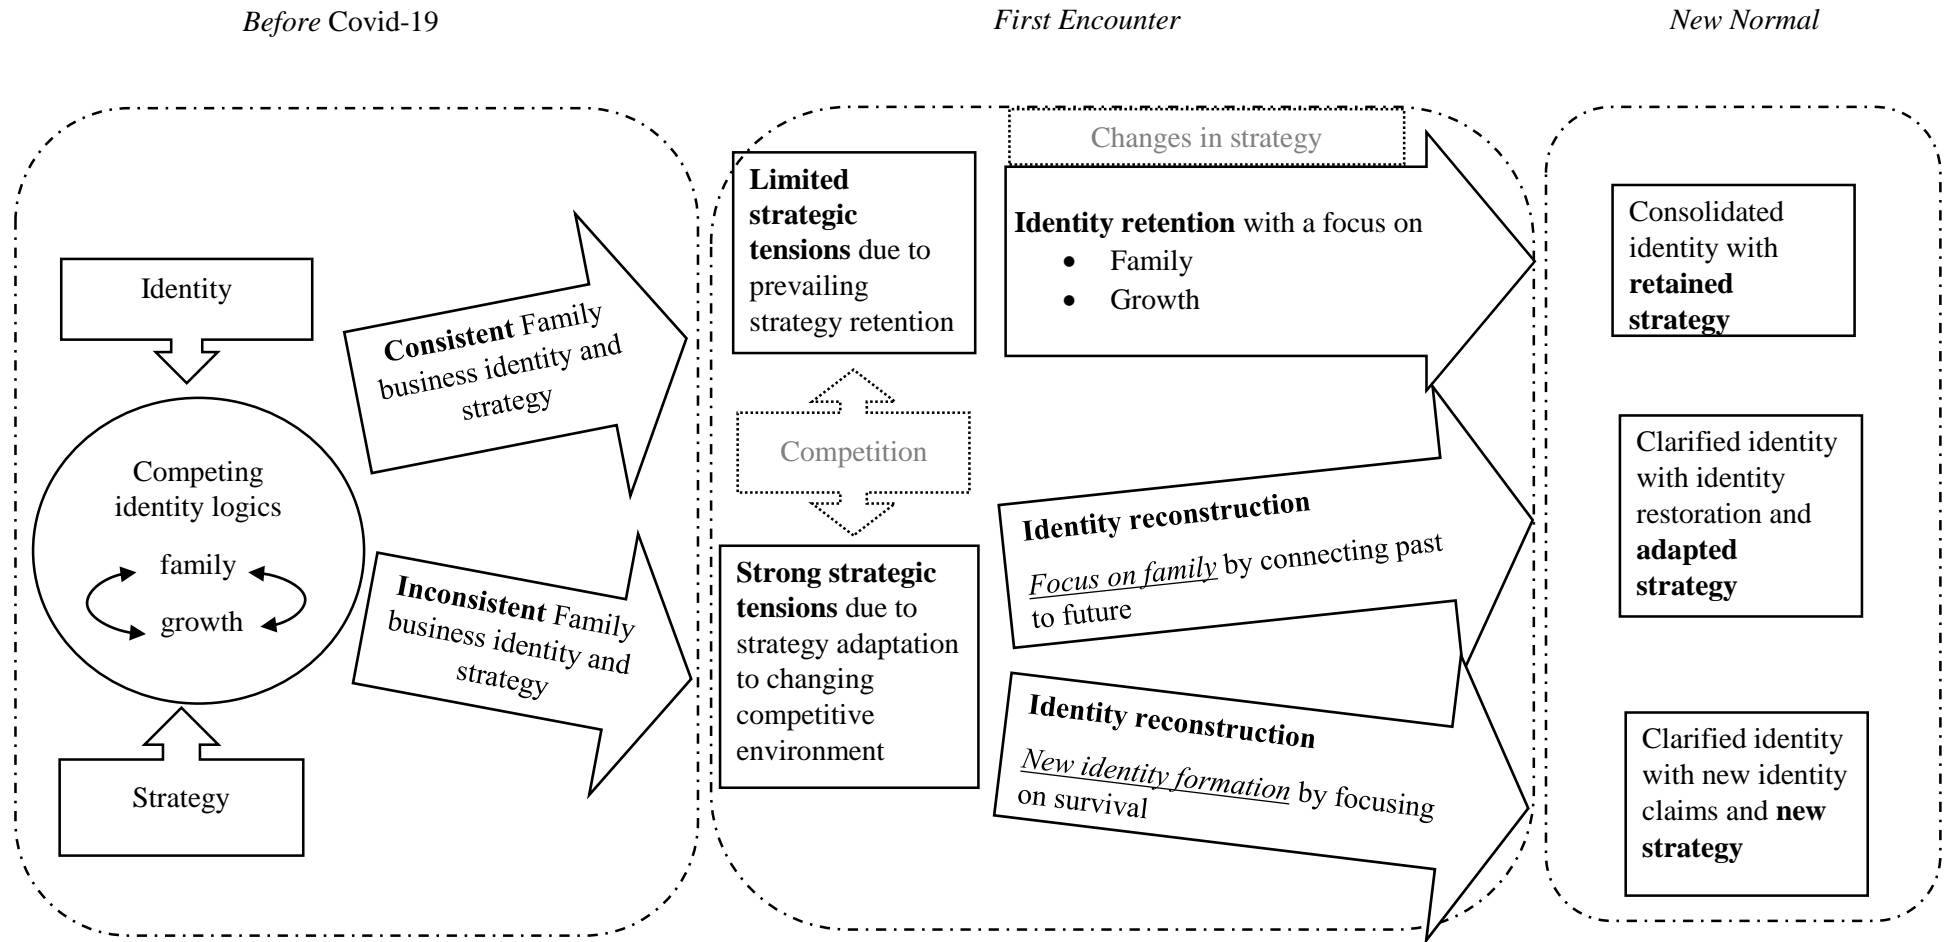 Before Covid-19
First Encounter
New Normal
Identity
Competing
identity logics
family
growth
Strategy
Consistent Family
business identity and
strategy
Inconsistent Family
business identity and
strategy
Limited
strategic
tensions due to
prevailing
strategy retention
Competition
Strong strategic
tensions due to
strategy adaptation
to changing
competitive
environment
Changes in strategy
Identity retention with a focus on
• Family
• Growth
Identity reconstruction
Focus on family by connecting past
to future
Identity reconstruction
New identity formation by focusing
on survival
Consolidated
identity with
retained
strategy
Clarified identity
with identity
restoration and
adapted
strategy
Clarified identity
with new identity
claims and new
strategy